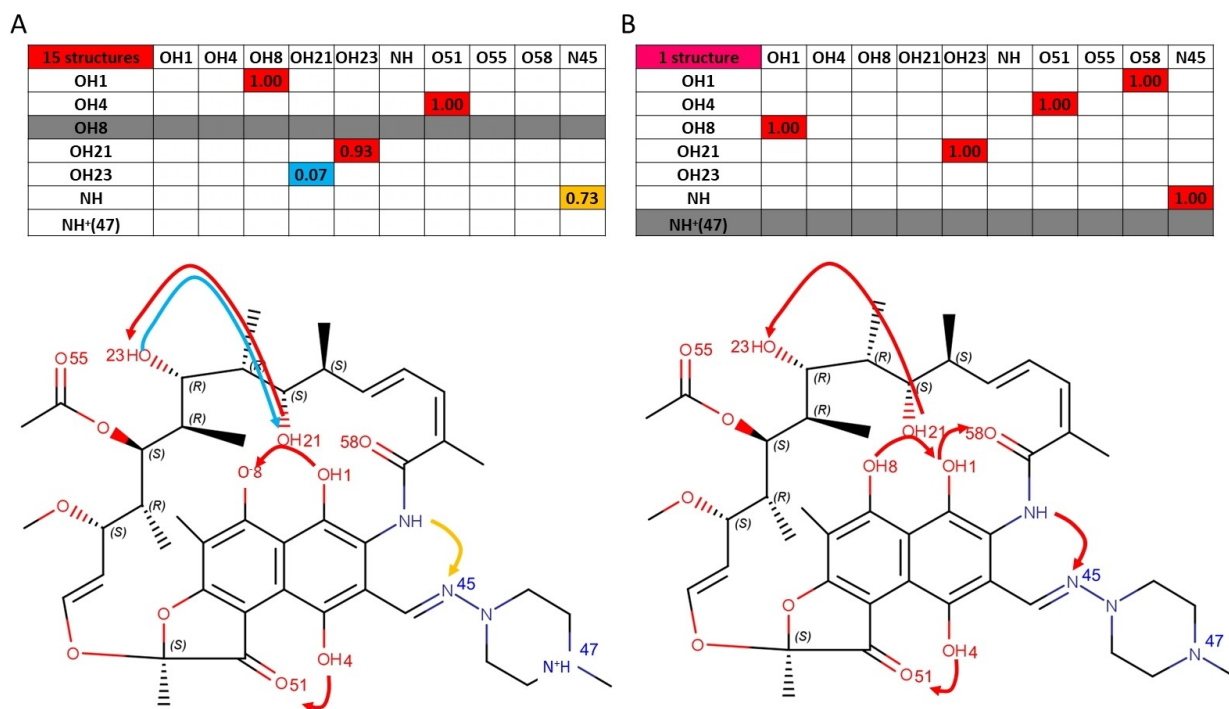 A
15 structures OH1 OH4 OH8 OH21 OH23 NH O51 O55 O58 N45
OH1 1.00
OH4 1.00
OH8
OH21 0.93
OH23 0.07
NH 0.73
NH⁺(47)
O55
23HO
(R)
(R)
(S)
(R)
O
(S)
OH21
58O
O⁻8
OH1
O
(R)
(S)
NH
N 45
N
47
N⁺H
O
(S)
O
O51
OH4
B
1 structure OH1 OH4 OH8 OH21 OH23 NH O51 O55 O58 N45
OH1 1.00
OH4 1.00
OH8 1.00
OH21 1.00
OH23
NH 1.00
NH⁺(47)
O55
23HO
(R)
(R)
(S)
(R)
O
(S)
OH21
58O
OH8
OH1
O
(R)
(S)
NH
N 45
N
47
N
O
(S)
O
O51
OH4